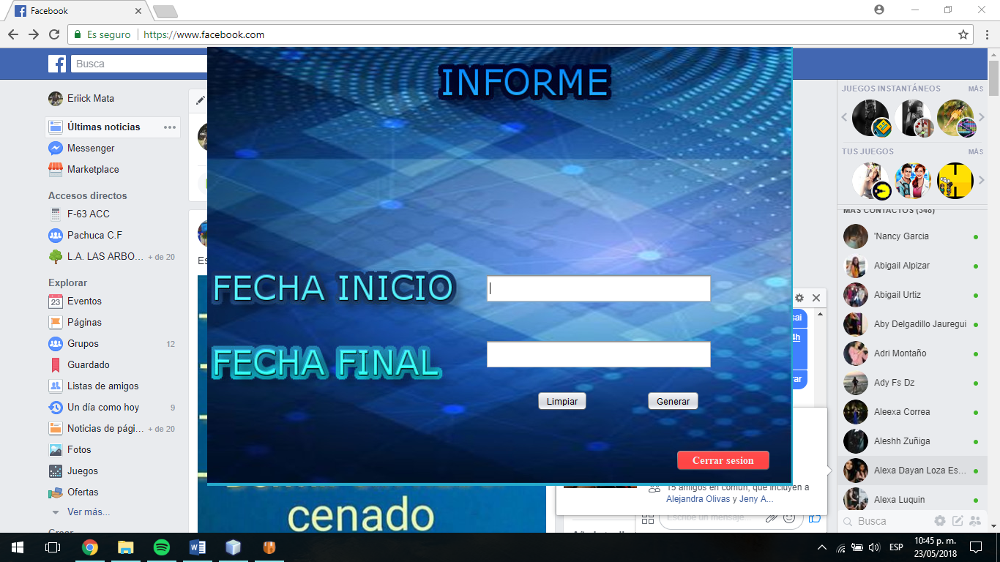 Facebook
Es seguro
https://www.facebook.com
Busca
Eriick Mata
Últimas noticias
Messenger
Marketplace
Accesos directos
F-63 ACC
Pachuca C.F
L.A. LAS ARBO... + de 20
Explorar
Eventos
23
Páginas
Grupos 12
Guardado
Listas de amigos
Un día como hoy 9
Noticias de pági... + de 20
Fotos
Juegos
Ofertas
Ver más...
INFORME
FECHA INICIO
FECHA FINAL
Limpiar Generar
Cerrar sesion
cenado
15 amigos en común, que incluyen a
Alejandra Olivas y Jeny A...
Escribe un mensaje...
JUEGOS INSTANTÁNEOS MÁS
TUS JUEGOS MÁS
MÁS CONTACTOS (348)
'Nancy Garcia
Abigail Alpizar
Abigail Urtiz
Aby Delgadillo Jauregui
Adri Montaño
Ady Fs Dz
Aleexa Correa
Aleshh Zuñiga
Alexa Dayan Loza Es...
Alexa Luquin
Busca
ESP
10:45 p. m.
23/05/2018